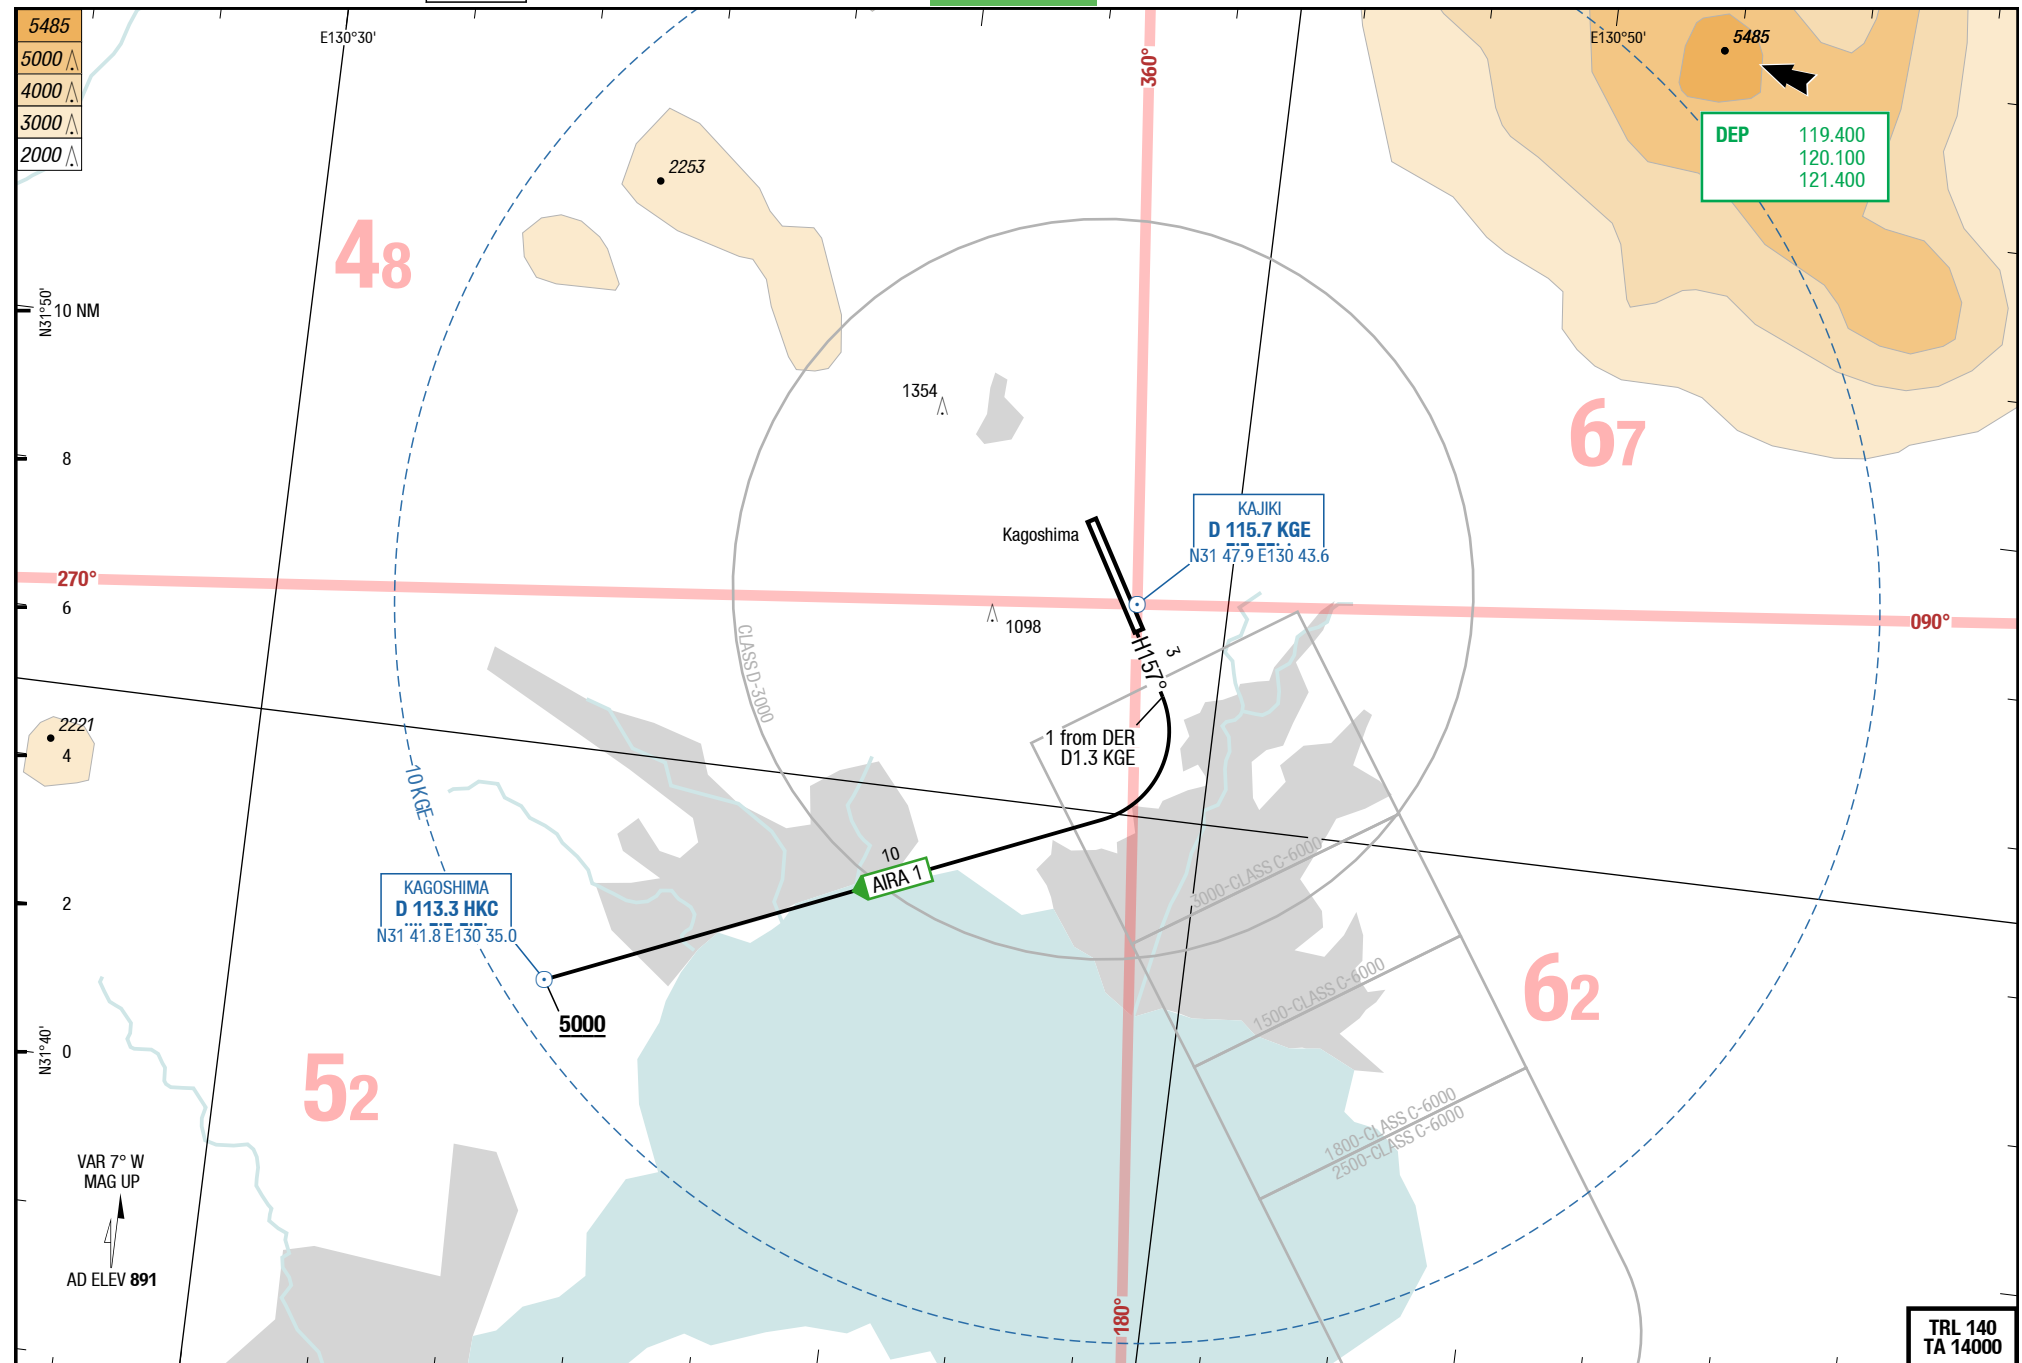 5485
5000
4000
3000
2000
E130°30'
360°
E130°50'
5485
DEP 119.400
120.100
121.400
2253
48
N31°50'
10 NM
1354
67
8
KAJIKI
D 115.7 KGE
N31 47.9 E130 43.6
Kagoshima
270°
6
1098
090°
H157°
3
CLASS D-3000
2221
4
1 from DER
D1.3 KGE
10 KGE
10
AIRA 1
3000-CLASS C-6000
2
KAGOSHIMA
D 113.3 HKC
N31 41.8 E130 35.0
1500-CLASS C-6000
62
5000
N31°40'
0
52
1800-CLASS C-6000
2500-CLASS C-6000
VAR 7° W
MAG UP
AD ELEV 891
180°
TRL 140
TA 14000